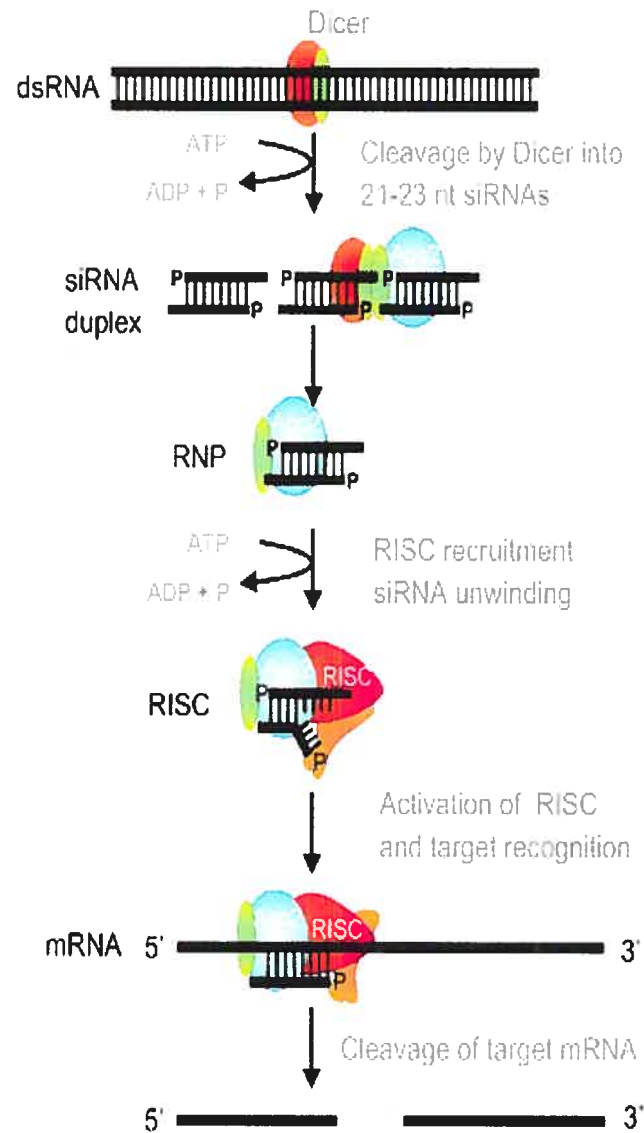 Dicer
dsRNA
ATP
ADP + P
Cleavage by Dicer into
21-23 nt siRNAs
siRNA
duplex
P P P
P P P
RNP
P
P
ATP
ADP + P
RISC recruitment
siRNA unwinding
RISC
RISC
P
P
Activation of RISC
and target recognition
RISC
mRNA 5' 3'
P
Cleavage of target mRNA
5' 3'